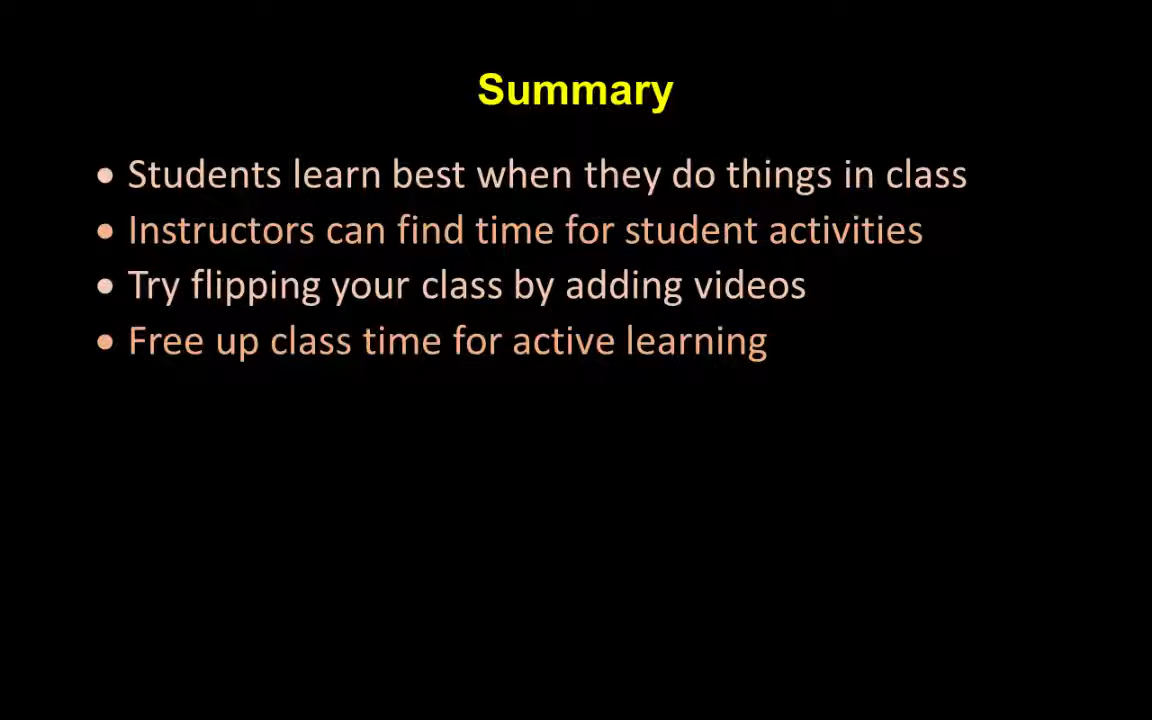 Summary
• Students learn best when they do things in class
• Instructors can find time for student activities
• Try flipping your class by adding videos
• Free up class time for active learning